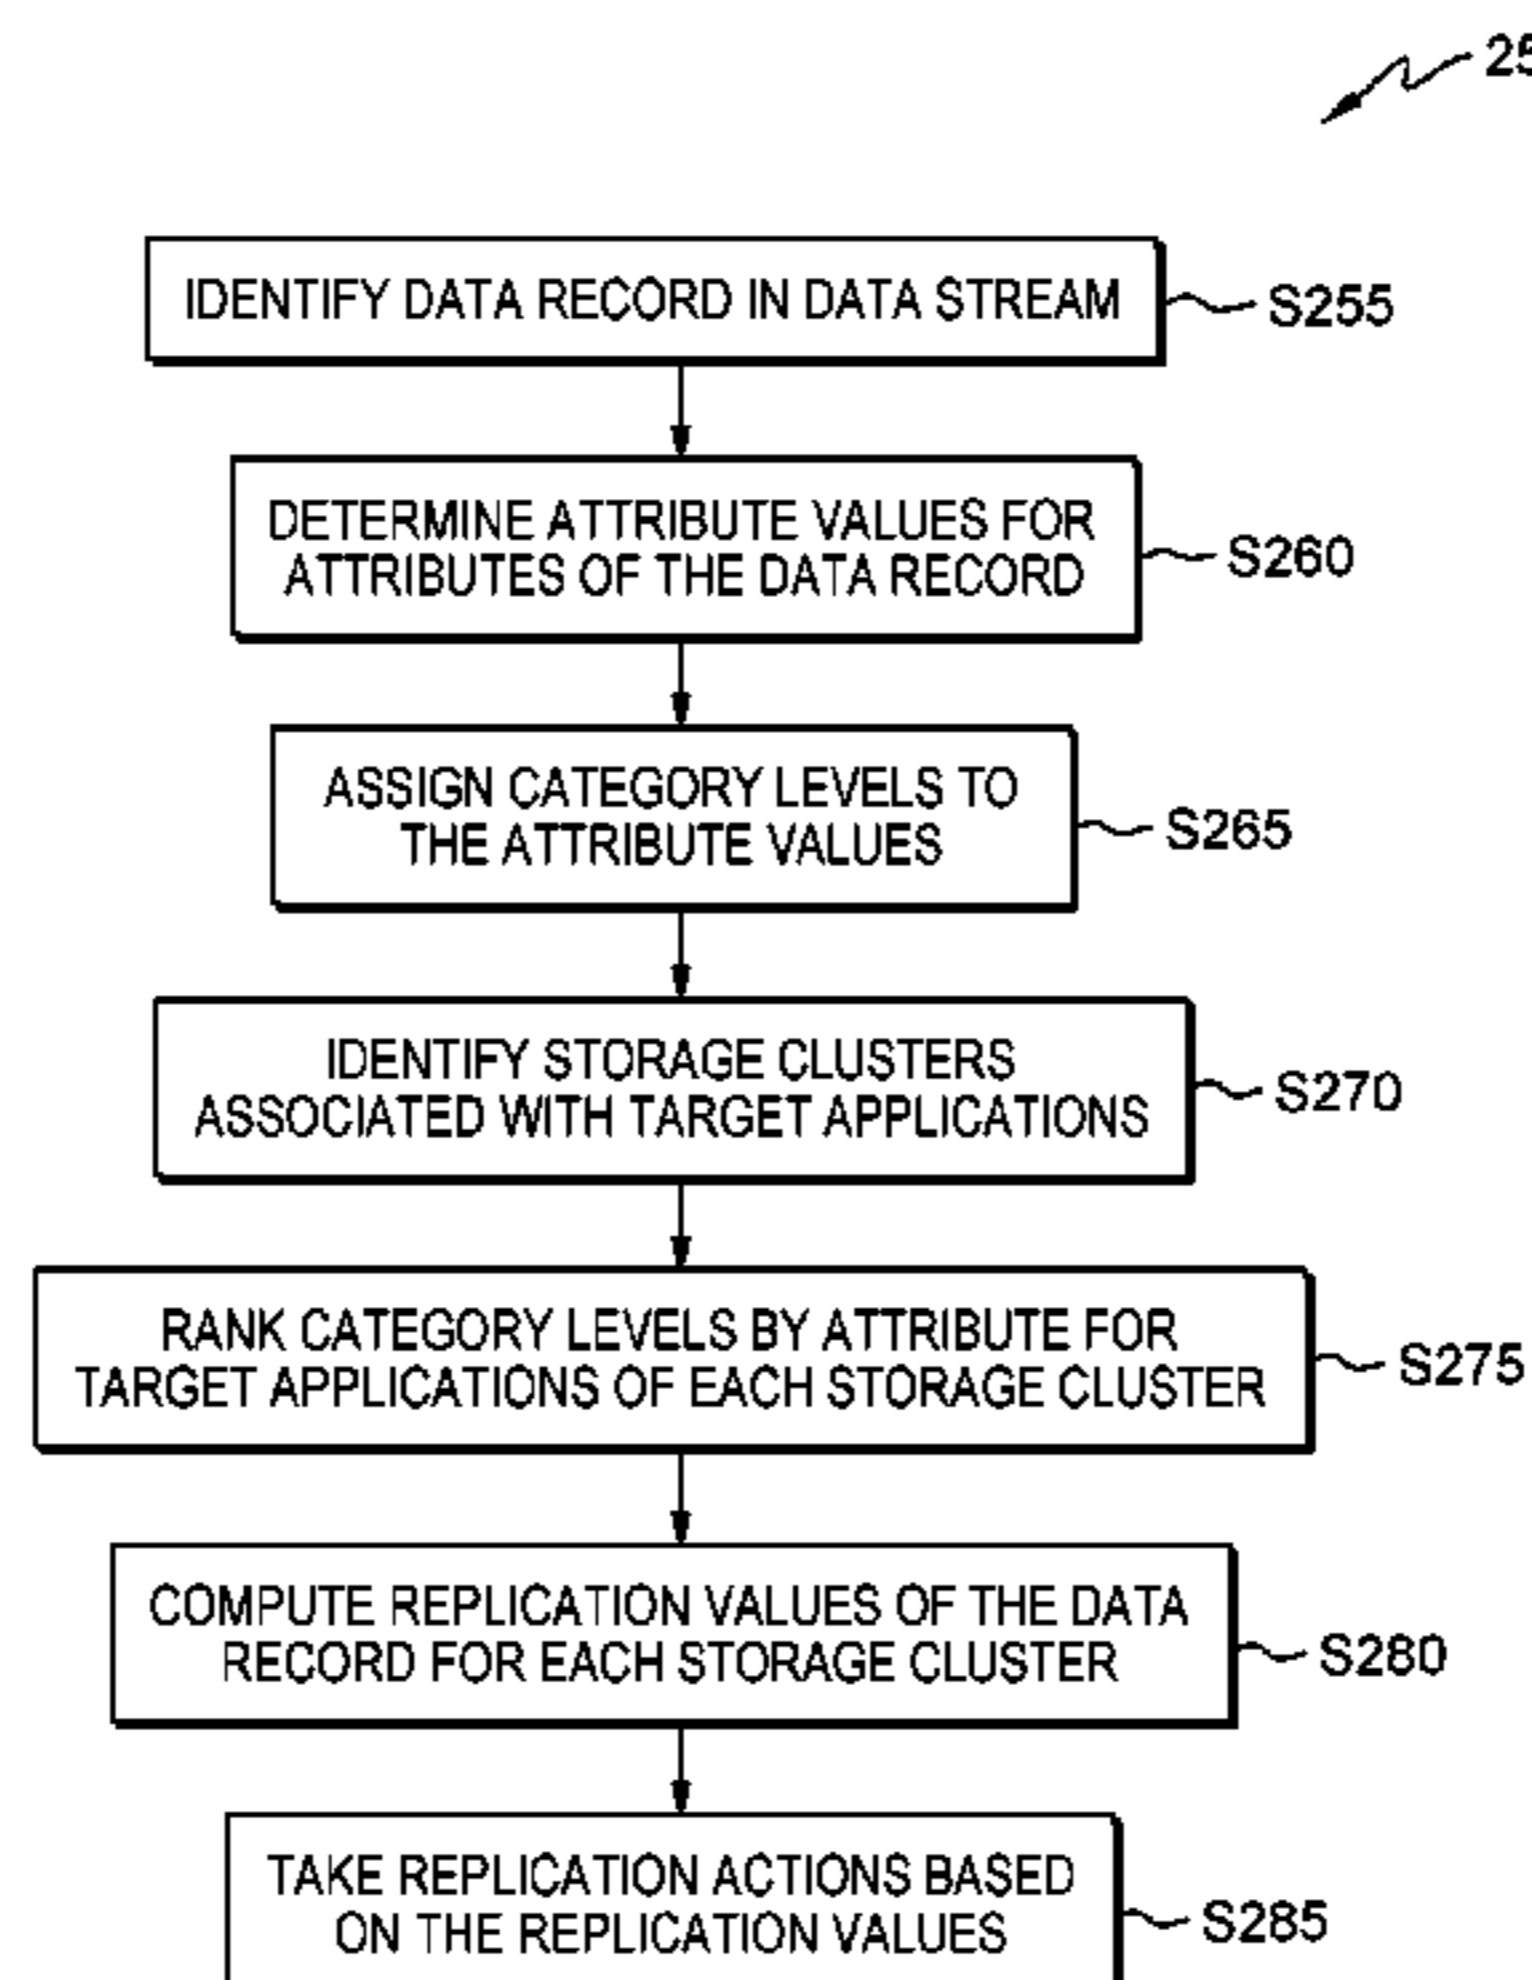 IDENTIFY DATA RECORD IN DATA STREAM
S255
DETERMINE ATTRIBUTE VALUES FOR
ATTRIBUTES OF THE DATA RECORD
S260
ASSIGN CATEGORY LEVELS TO
THE ATTRIBUTE VALUES
S265
IDENTIFY STORAGE CLUSTERS
ASSOCIATED WITH TARGET APPLICATIONS
S270
RANK CATEGORY LEVELS BY ATTRIBUTE FOR
TARGET APPLICATIONS OF EACH STORAGE CLUSTER
S275
COMPUTE REPLICATION VALUES OF THE DATA
RECORD FOR EACH STORAGE CLUSTER
S280
TAKE REPLICATION ACTIONS BASED
ON THE REPLICATION VALUES
S285